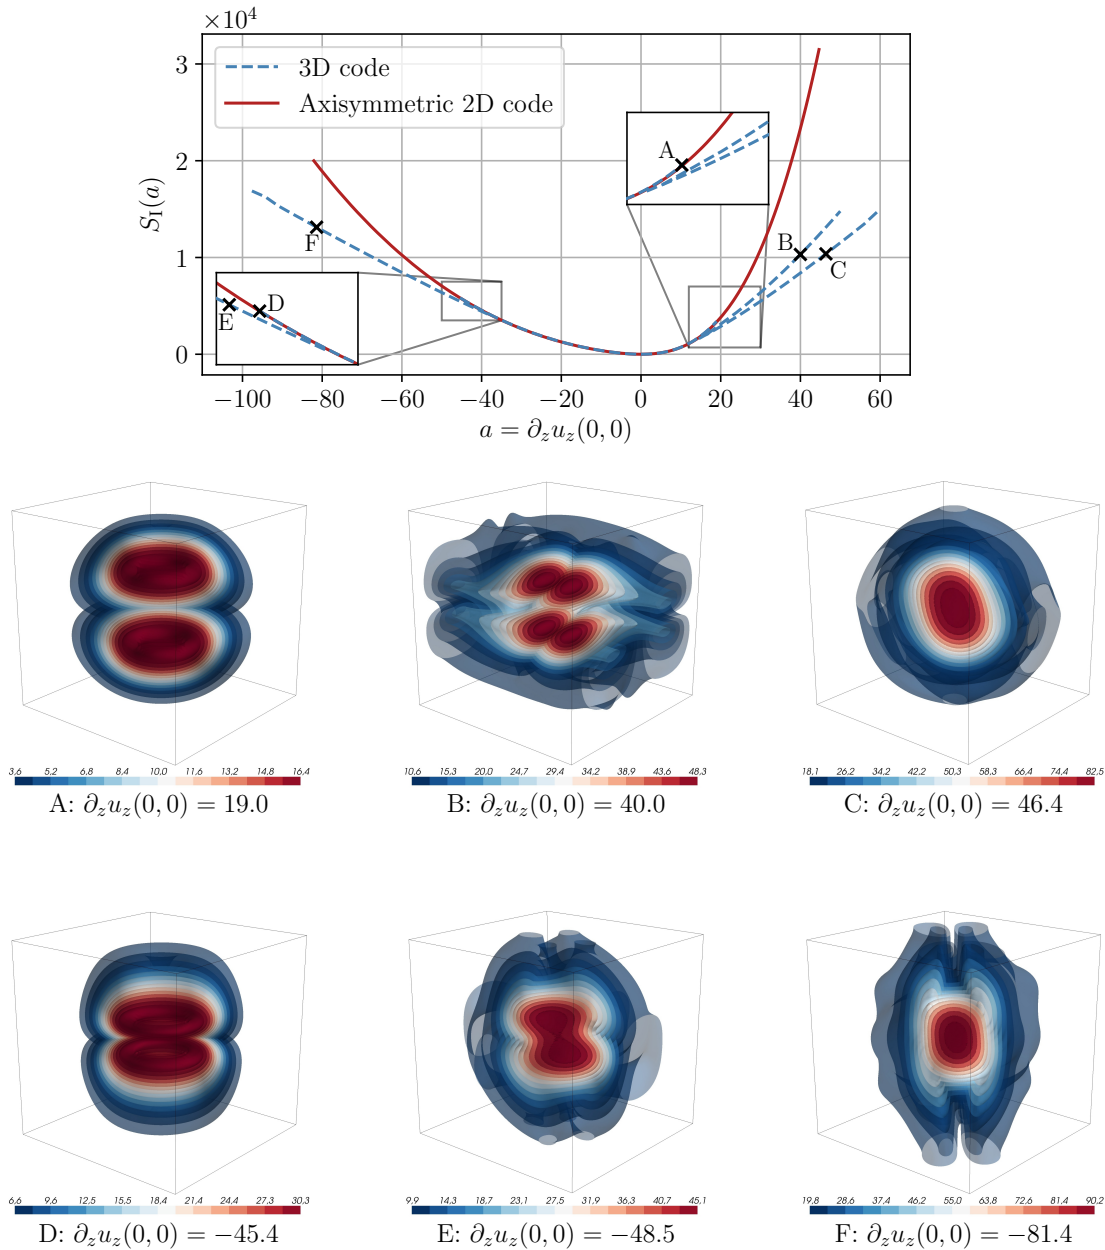 ×10⁴
3
2
1
0
S_I(a)
3D code
Axisymmetric 2D code
A
B
C
F
D
E
−100 −80 −60 −40 −20 0 20 40 60
a = ∂_z u_z(0, 0)
3.6 5.2 6.8 8.4 10.0 11.6 13.2 14.8 16.4
A: ∂_z u_z(0, 0) = 19.0
10.6 15.3 20.0 24.7 29.4 34.2 38.9 43.6 48.3
B: ∂_z u_z(0, 0) = 40.0
18.1 26.2 34.2 42.2 50.3 58.3 66.4 74.4 82.5
C: ∂_z u_z(0, 0) = 46.4
6.6 9.6 12.5 15.5 18.4 21.4 24.4 27.3 30.3
D: ∂_z u_z(0, 0) = −45.4
9.9 14.3 18.7 23.1 27.5 31.9 36.3 40.7 45.1
E: ∂_z u_z(0, 0) = −48.5
19.8 28.6 37.4 46.2 55.0 63.8 72.6 81.4 90.2
F: ∂_z u_z(0, 0) = −81.4